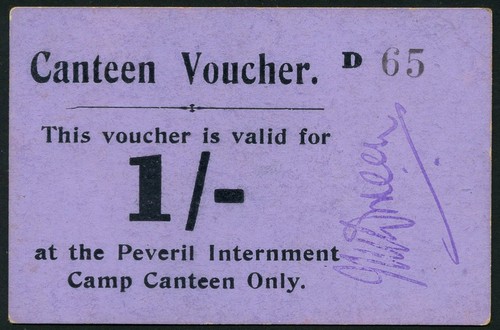 Canteen Voucher. D 65
This voucher is valid for
1/-
at the Peveril Internment
Camp Canteen Only.